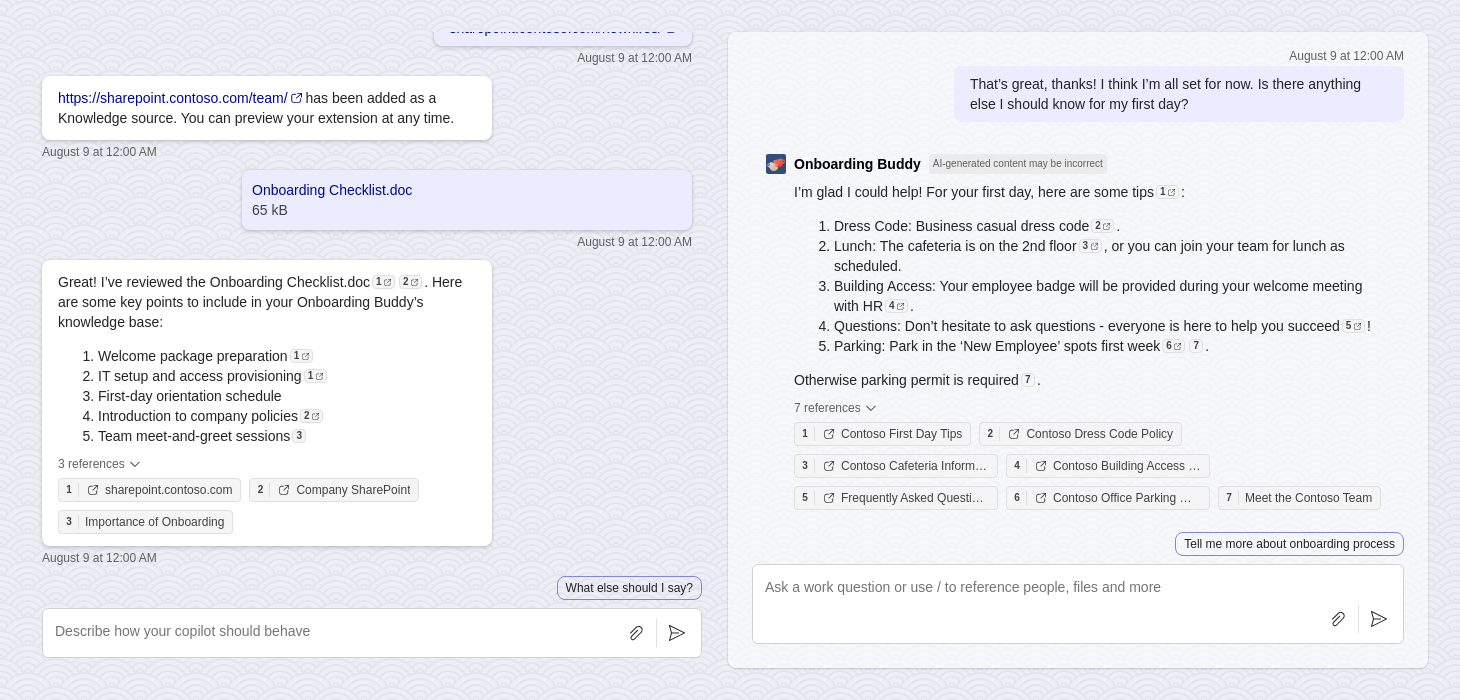 August 9 at 12:00 AM
https://sharepoint.contoso.com/team/ has been added as a
Knowledge source. You can preview your extension at any time.
August 9 at 12:00 AM
Onboarding Checklist.doc
65 kB
August 9 at 12:00 AM
Great! I’ve reviewed the Onboarding Checklist.doc 1 2 . Here
are some key points to include in your Onboarding Buddy’s
knowledge base:
1. Welcome package preparation 1
2. IT setup and access provisioning 1
3. First-day orientation schedule
4. Introduction to company policies 2
5. Team meet-and-greet sessions 3
3 references
1 sharepoint.contoso.com 2 Company SharePoint
3 Importance of Onboarding
August 9 at 12:00 AM
What else should I say?
Describe how your copilot should behave
August 9 at 12:00 AM
That’s great, thanks! I think I’m all set for now. Is there anything
else I should know for my first day?
Onboarding Buddy AI-generated content may be incorrect
I’m glad I could help! For your first day, here are some tips 1 :
1. Dress Code: Business casual dress code 2 .
2. Lunch: The cafeteria is on the 2nd floor 3 , or you can join your team for lunch as
scheduled.
3. Building Access: Your employee badge will be provided during your welcome meeting
with HR 4 .
4. Questions: Don’t hesitate to ask questions - everyone is here to help you succeed 5 !
5. Parking: Park in the ‘New Employee’ spots first week 6 7 .
Otherwise parking permit is required 7 .
7 references
1 Contoso First Day Tips 2 Contoso Dress Code Policy
3 Contoso Cafeteria Inform… 4 Contoso Building Access …
5 Frequently Asked Questi… 6 Contoso Office Parking … 7 Meet the Contoso Team
Tell me more about onboarding process
Ask a work question or use / to reference people, files and more